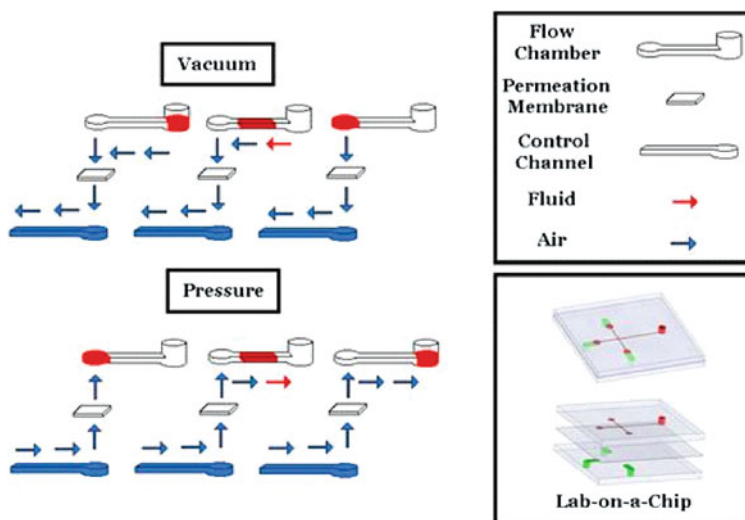 Vacuum
Pressure
Flow
Chamber
Permeation
Membrane
Control
Channel
Fluid
Air
Lab-on-a-Chip